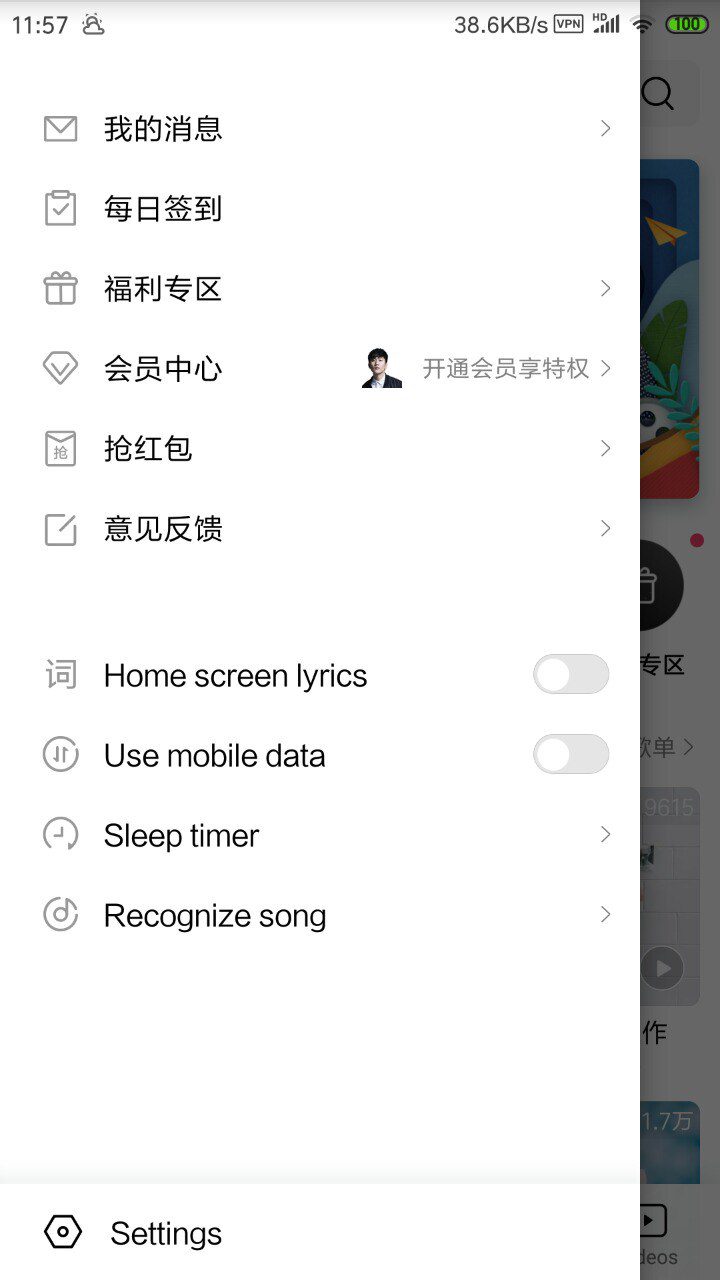 11:57 38.6KB/s VPN HD 100
我的消息
每日签到
福利专区
会员中心 开通会员享特权
抢 抢红包
意见反馈
专区
词 Home screen lyrics
Use mobile data
歌单
9615
Sleep timer
Recognize song
作
1.7万
Settings
deos